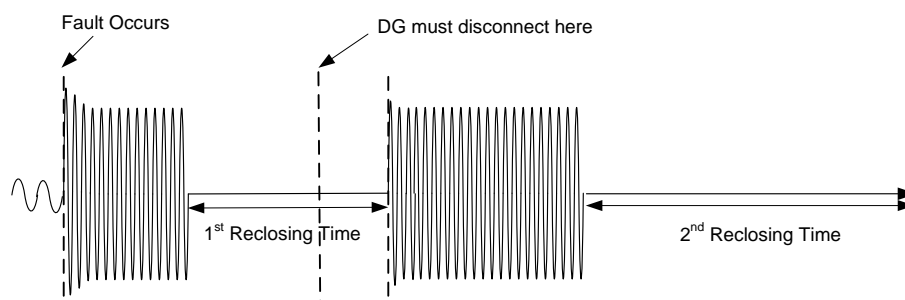 Fault Occurs
DG must disconnect here
1st Reclosing Time
2nd Reclosing Time